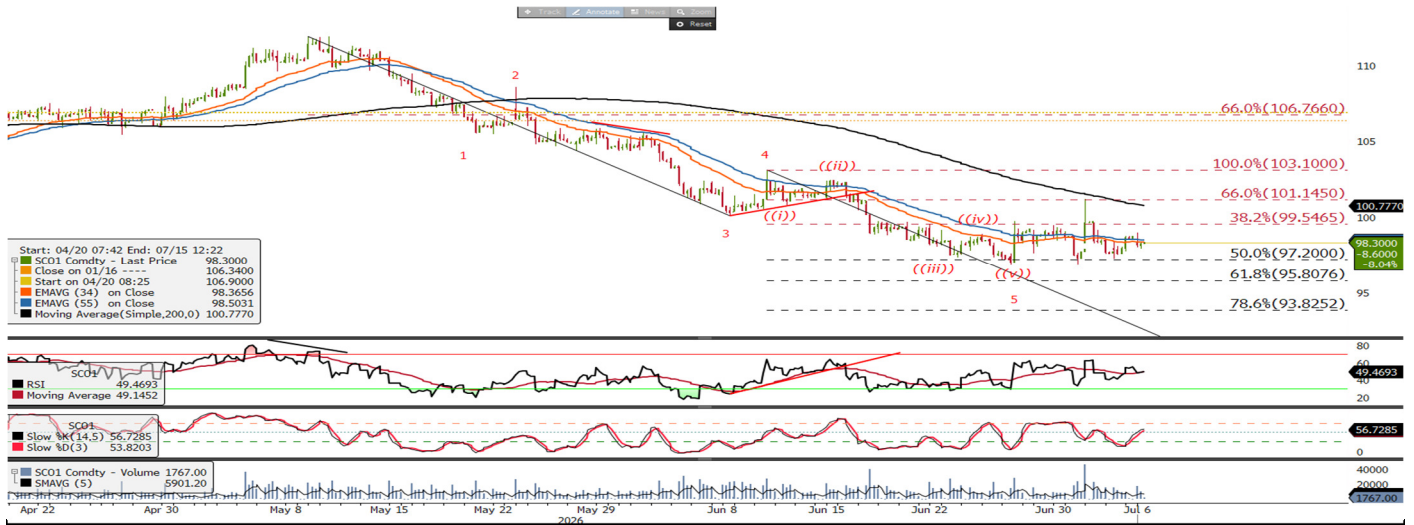 Track Annotate News Zoom
Reset
110
2
66.0%(106.7660)
105
1
4
((ii))
100.0%(103.1000)
66.0%(101.1450)
100.7770
100
((i))
3
((iv))
38.2%(99.5465)
Start: 04/20 07:42 End: 07/15 12:22
SCO1 Comdty - Last Price 98.3000
Close on 01/16 ---- 106.3400
Start on 04/20 08:25 106.9000
EMAVG (34) on Close 98.3656
EMAVG (55) on Close 98.5031
Moving Average(Simple,200,0) 100.7770
98.3000
-8.6000
-8.04%
50.0%(97.2000)
((iii))
((v))
61.8%(95.8076)
95
5
78.6%(93.8252)
80
60
SCO1
RSI 49.4693
Moving Average 49.1452
49.4693
40
20
SCO1
Slow %K(14,5) 56.7285
Slow %D(3) 53.8203
56.7285
0
SCO1 Comdty - Volume 1767.00
SMAVG (5) 5901.20
40000
20000
1767.00
Apr 22 Apr 30 May 8 May 15 May 22 May 29 Jun 8 Jun 15 Jun 22 Jun 30 Jul 6
2026